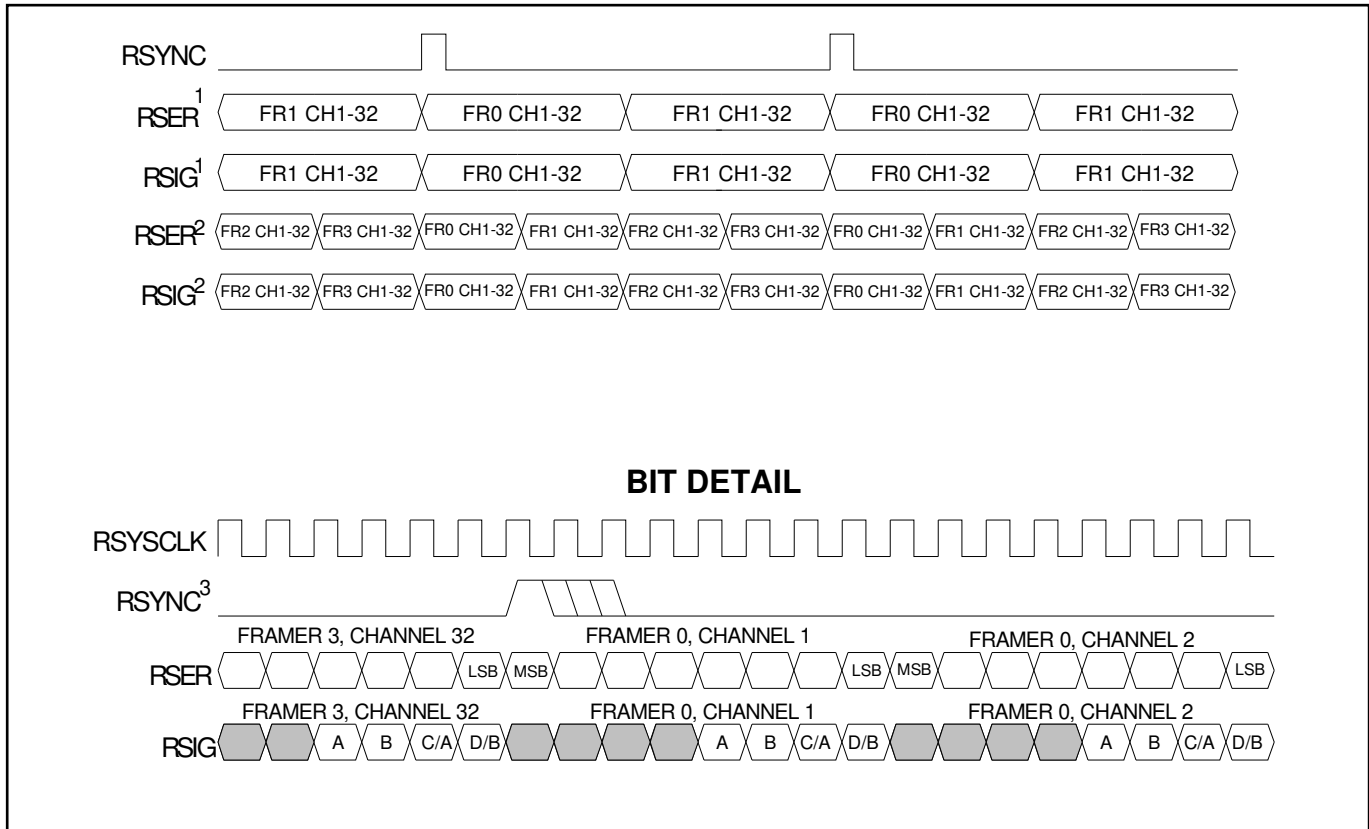 RSYNC
RSER1 FR1 CH1-32 FR0 CH1-32 FR1 CH1-32 FR0 CH1-32 FR1 CH1-32
RSIG1 FR1 CH1-32 FR0 CH1-32 FR1 CH1-32 FR0 CH1-32 FR1 CH1-32
RSER2 FR2 CH1-32 FR3 CH1-32 FR0 CH1-32 FR1 CH1-32 FR2 CH1-32 FR3 CH1-32 FR0 CH1-32 FR1 CH1-32 FR2 CH1-32 FR3 CH1-32
RSIG2 FR2 CH1-32 FR3 CH1-32 FR0 CH1-32 FR1 CH1-32 FR2 CH1-32 FR3 CH1-32 FR0 CH1-32 FR1 CH1-32 FR2 CH1-32 FR3 CH1-32
BIT DETAIL
RSYSCLK
RSYNC3
FRAMER 3, CHANNEL 32 FRAMER 0, CHANNEL 1 FRAMER 0, CHANNEL 2
RSER LSB MSB LSB MSB LSB
FRAMER 3, CHANNEL 32 FRAMER 0, CHANNEL 1 FRAMER 0, CHANNEL 2
RSIG A B C/A D/B A B C/A D/B A B C/A D/B